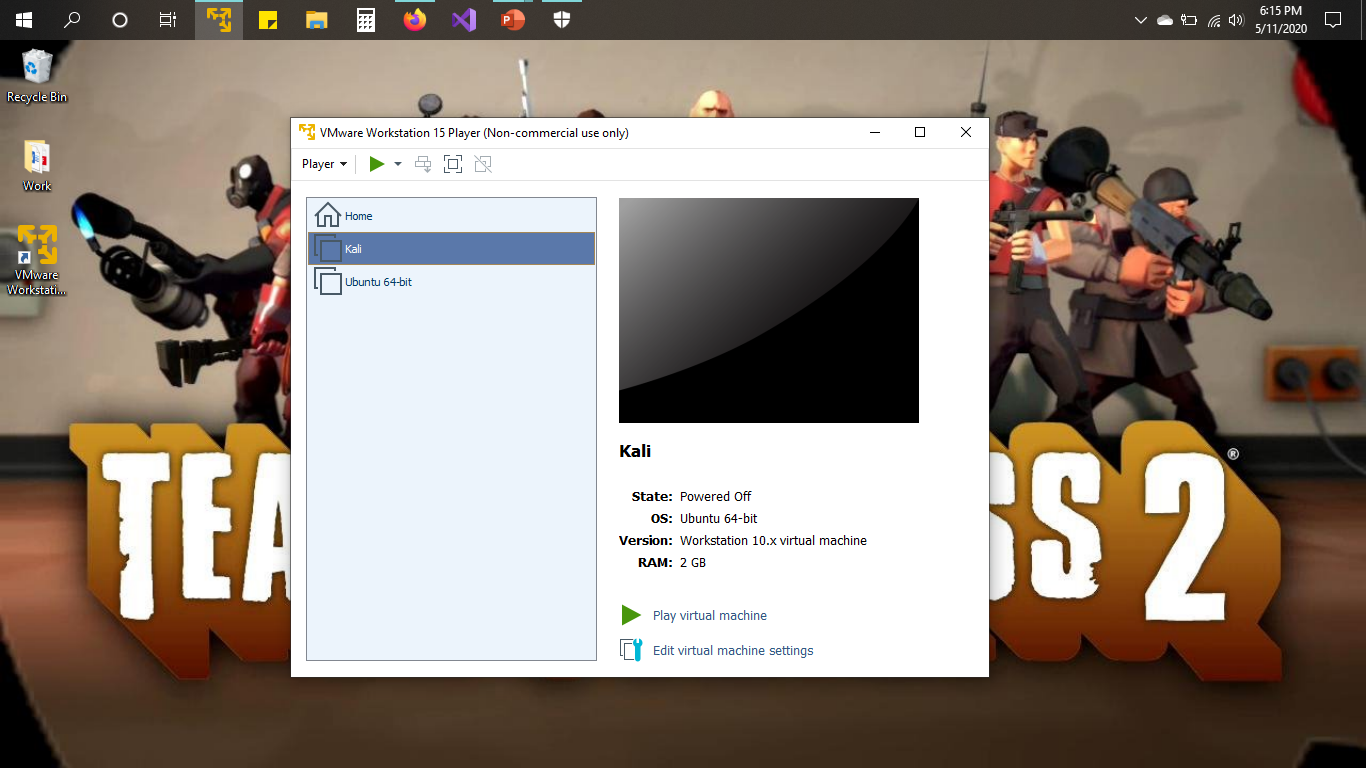 6:15 PM
5/11/2020
Recycle Bin
Work
VMware
Workstati...
VMware Workstation 15 Player (Non-commercial use only)
Player
Home
Kali
Ubuntu 64-bit
Kali
State: Powered Off
OS: Ubuntu 64-bit
Version: Workstation 10.x virtual machine
RAM: 2 GB
Play virtual machine
Edit virtual machine settings
TEA
SS 2®